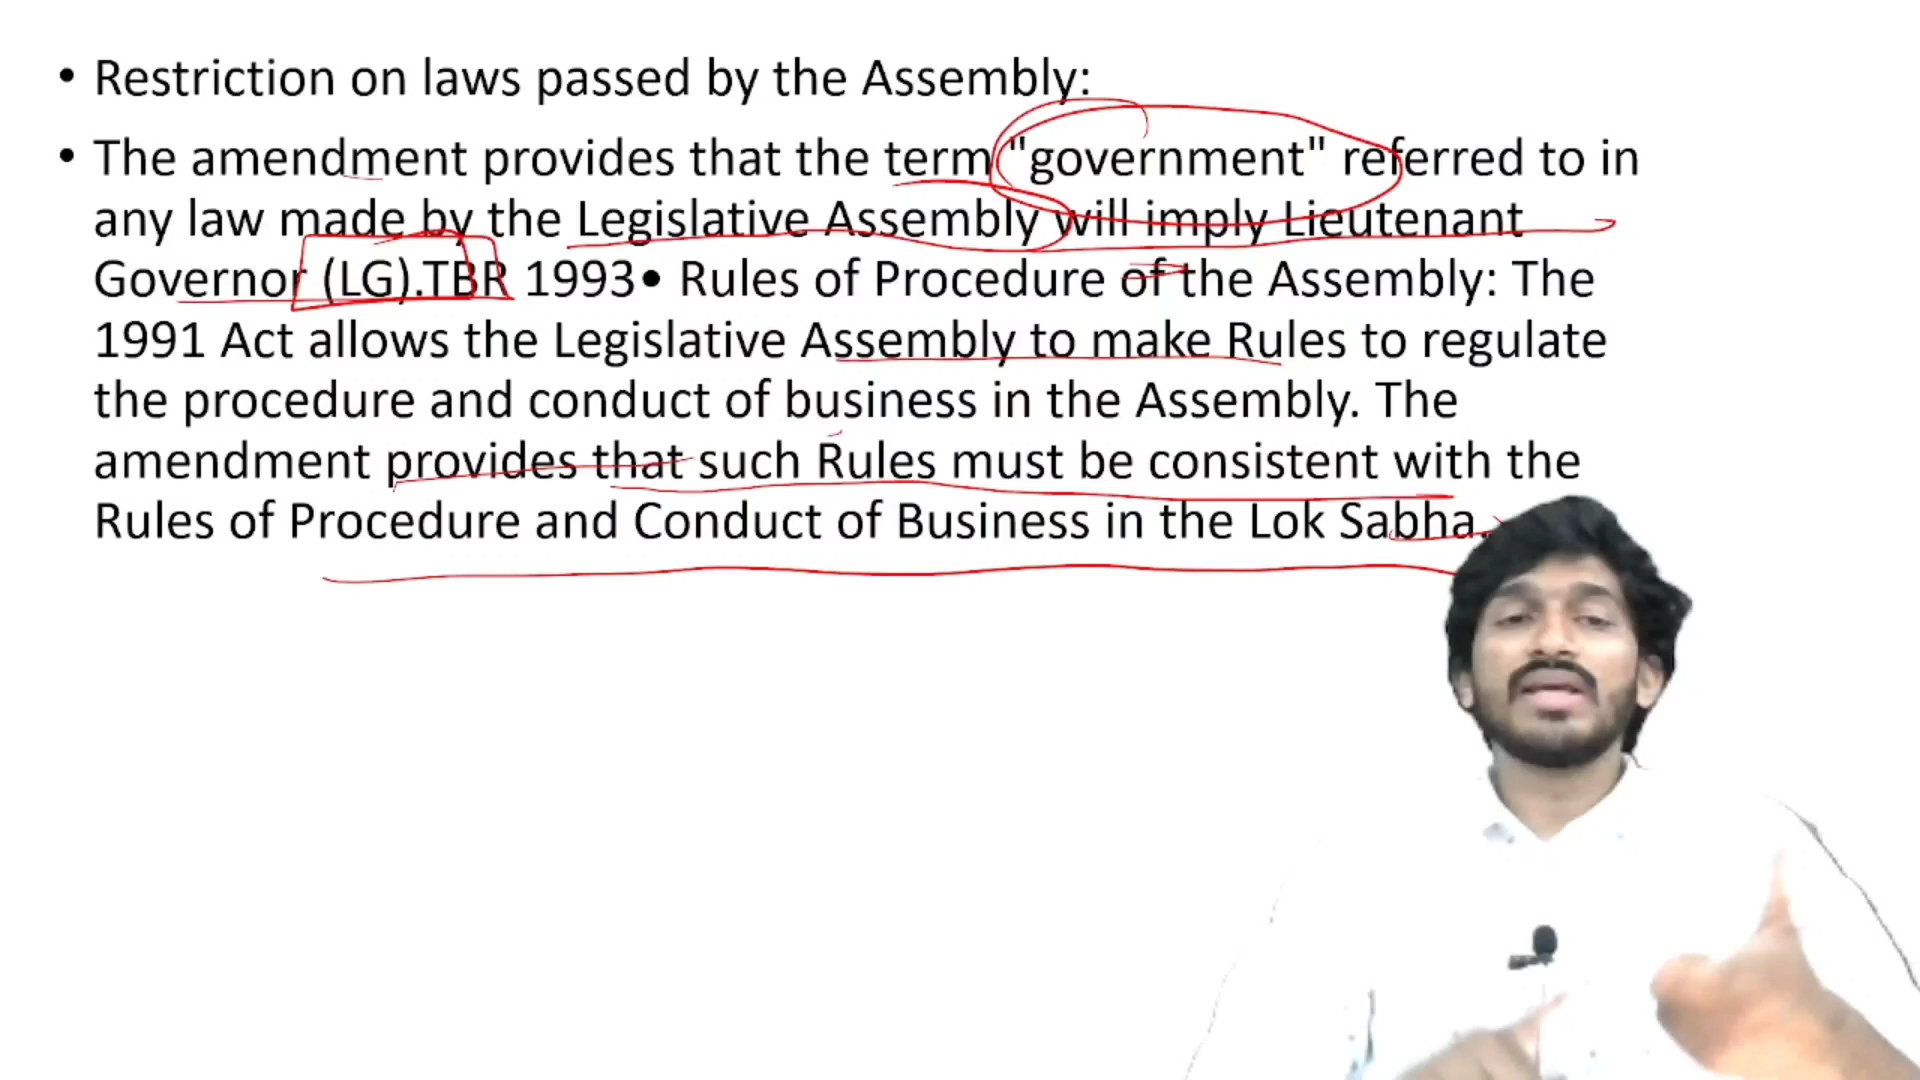 • Restriction on laws passed by the Assembly:
• The amendment provides that the term "government" referred to in
any law made by the Legislative Assembly will imply Lieutenant
Governor (LG).TBR 1993• Rules of Procedure of the Assembly: The
1991 Act allows the Legislative Assembly to make Rules to regulate
the procedure and conduct of business in the Assembly. The
amendment provides that such Rules must be consistent with the
Rules of Procedure and Conduct of Business in the Lok Sabha.